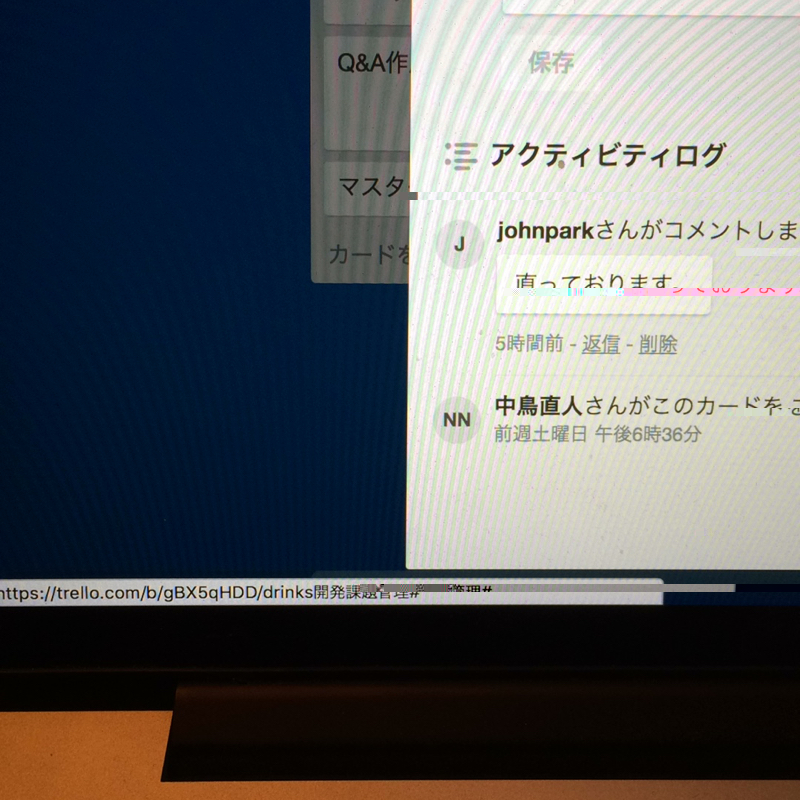 Q&A作
マスタ
カードを
保存
アクティビティログ
J
johnparkさんがコメントしま
直っております
5時間前 - 返信 - 削除
NN
中鳥直人さんがこのカードを
前週土曜日 午後6時36分
https://trello.com/b/gBX5qHDD/drinks開発課題管理#